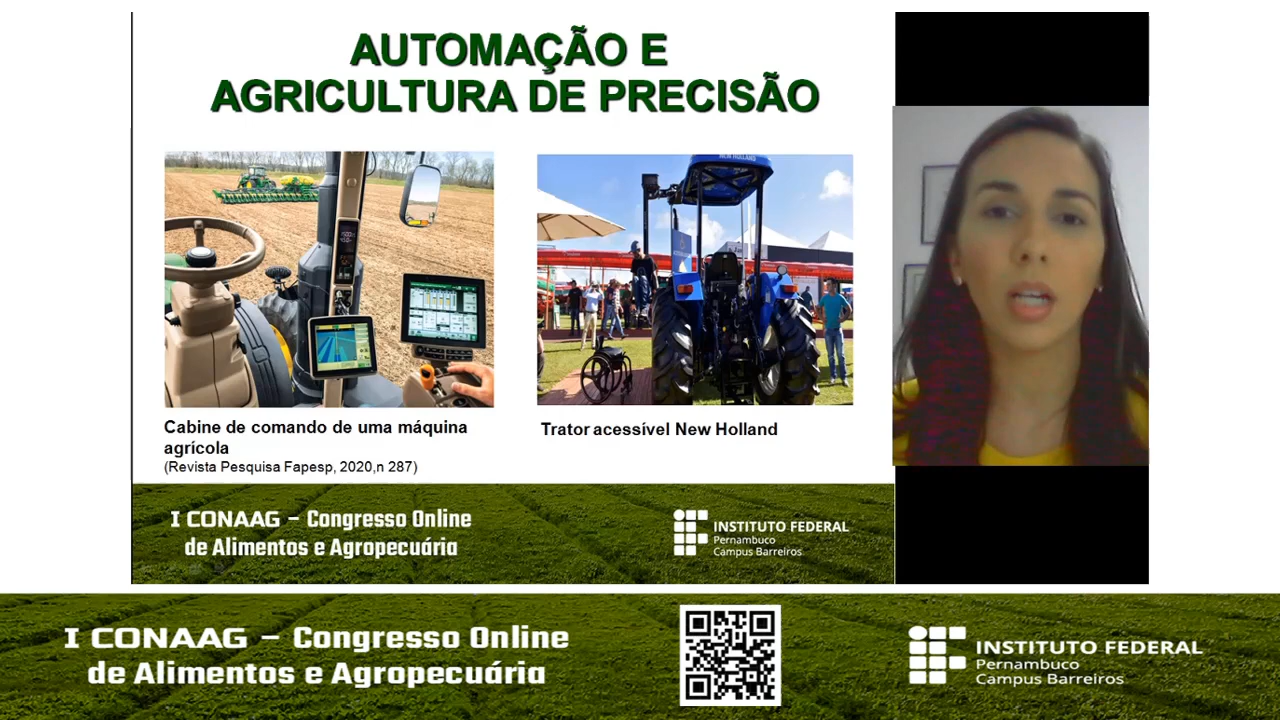 AUTOMAÇÃO E
AGRICULTURA DE PRECISÃO
NEW HOLLAND
Cabine de comando de uma máquina
agrícola
(Revista Pesquisa Fapesp, 2020,n 287)
Trator acessível New Holland
I CONAAG – Congresso Online
de Alimentos e Agropecuária
INSTITUTO FEDERAL
Pernambuco
Campus Barreiros
I CONAAG – Congresso Online
de Alimentos e Agropecuária
INSTITUTO FEDERAL
Pernambuco
Campus Barreiros